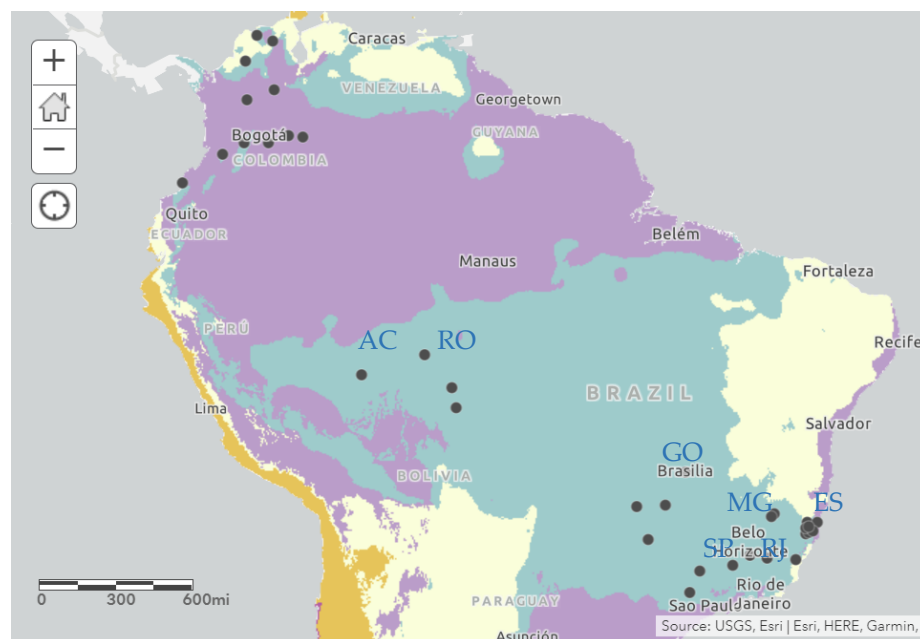 +
Caracas
VENEZUELA
Georgetown
−
Bogotá
GUYANA
COLOMBIA
Quito
ECUADOR
Belém
Manaus
Fortaleza
PERÚ
AC RO
Recife
BRAZIL
Lima
Salvador
GO
Brasilia
BOLIVIA
MG ES
Belo
Horizonte
SP RJ
Rio de
Janeiro
Sao Paulo
PARAGUAY
0 300 600mi
Asunción
Source: USGS, Esri | Esri, HERE, Garmin,